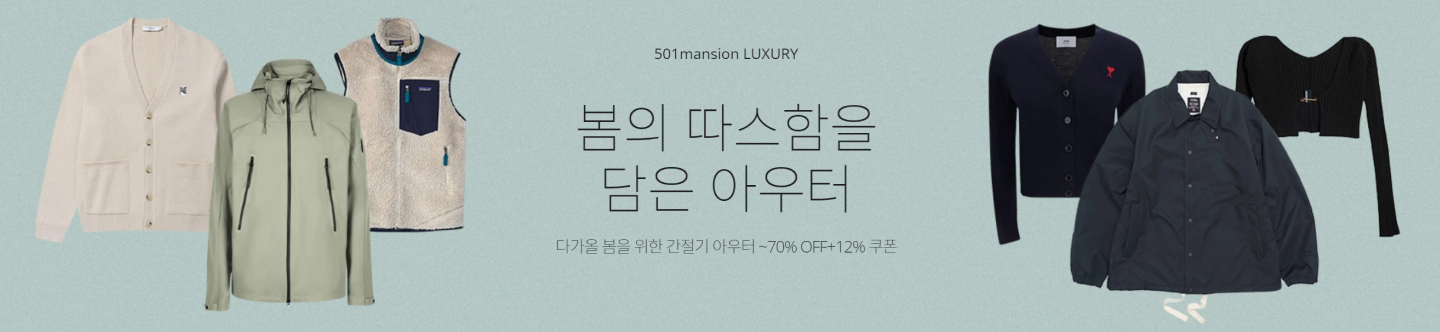 501mansion LUXURY
봄의 따스함을
담은 아우터
다가올 봄을 위한 간절기 아우터 ~70% OFF+12% 쿠폰